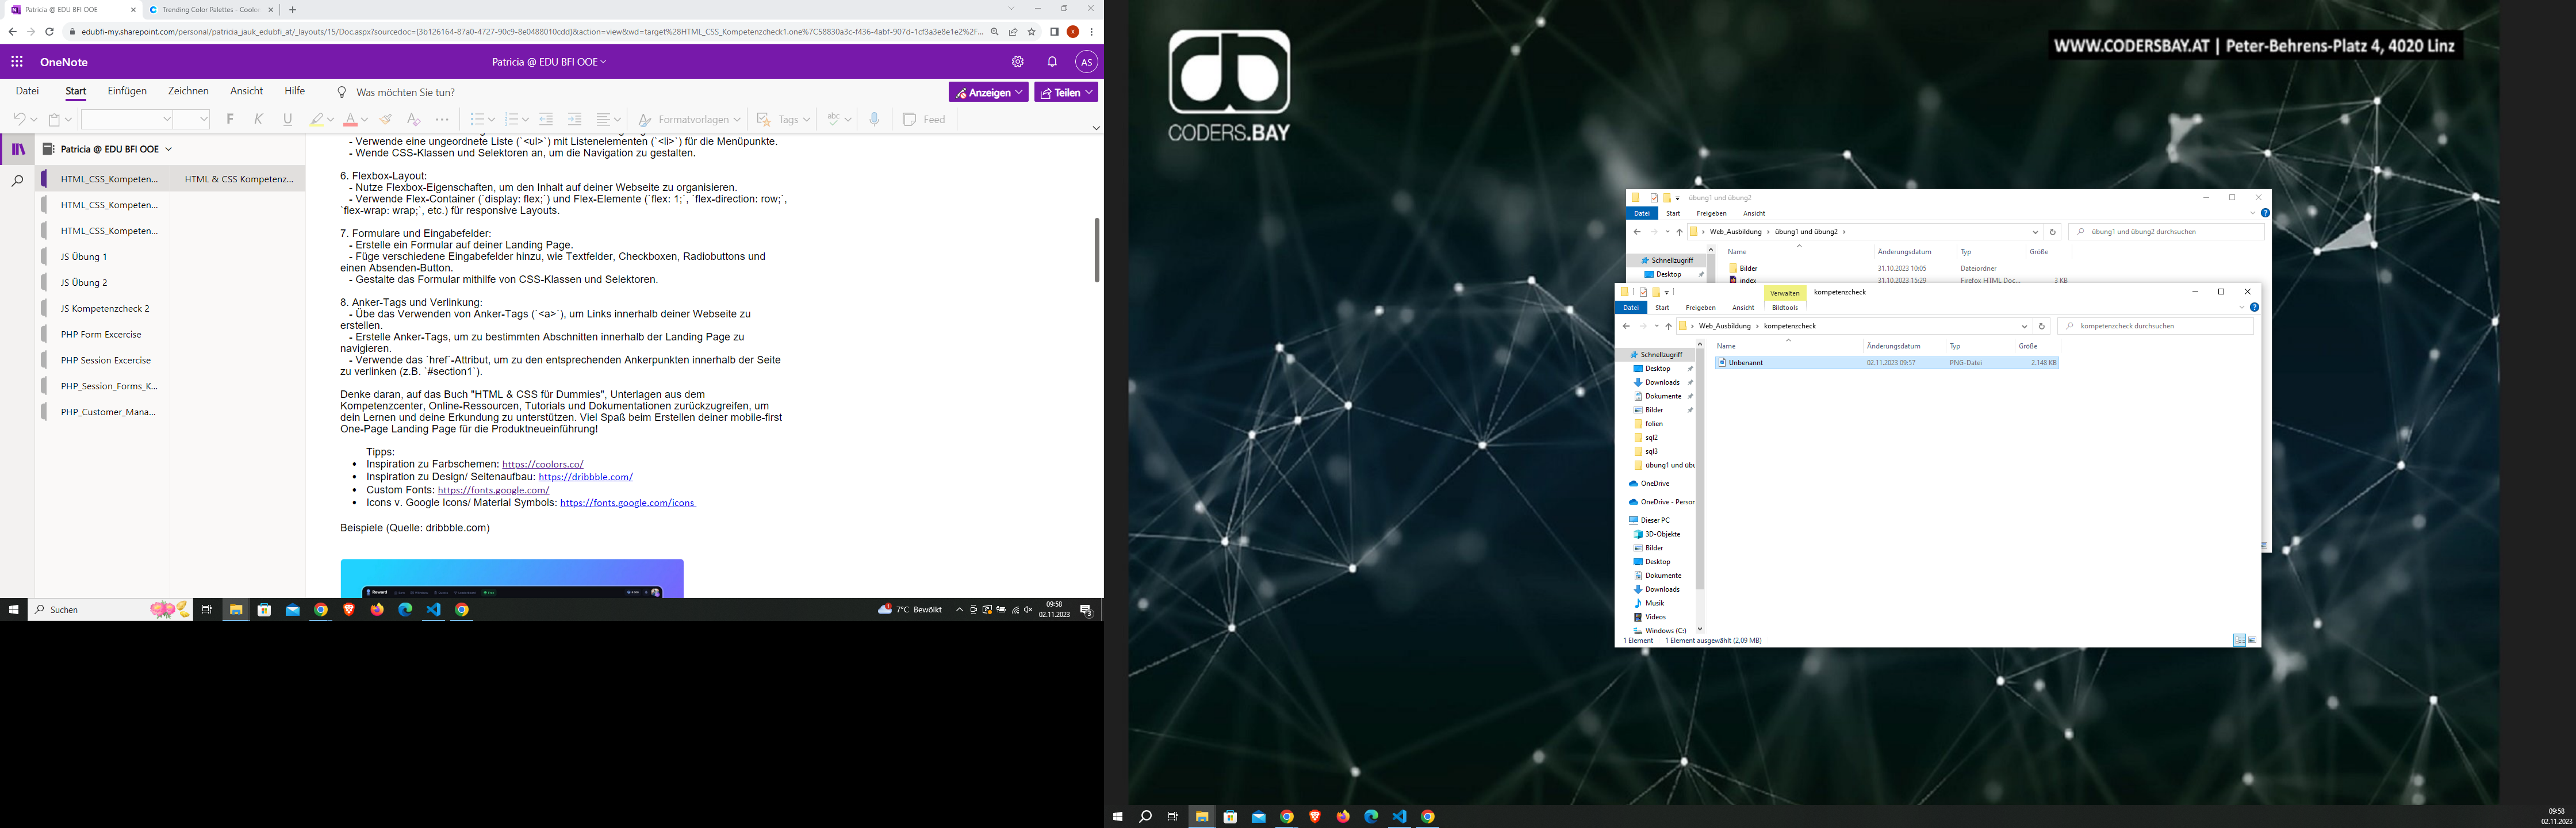 Patricia @ EDU BFI OOE
Trending Color Palettes - Coolor
edubfi-my.sharepoint.com/personal/patricia_jauk_edubfi_at/_layouts/15/Doc.aspx?sourcedoc={3b126164-87a0-4727-90c9-8e0488010cdd}&action=view&wd=target%28HTML_CSS_Kompetenzcheck1.one%7C58830a3c-f436-4abf-907d-1cf3a3e8e1e2%2F...
OneNote
Patricia @ EDU BFI OOE
AS
Datei Start Einfügen Zeichnen Ansicht Hilfe Was möchten Sie tun?
Anzeigen Teilen
F K U A Formatvorlagen Tags abc Feed
Patricia @ EDU BFI OOE
HTML_CSS_Kompeten...
HTML_CSS_Kompeten...
HTML_CSS_Kompeten...
JS Übung 1
JS Übung 2
JS Kompetenzcheck 2
PHP Form Excercise
PHP Session Excercise
PHP_Session_Forms_K...
PHP_Customer_Mana...
HTML & CSS Kompetenz...
- Verwende eine ungeordnete Liste (`<ul>`) mit Listenelementen (`<li>`) für die Menüpunkte.
- Wende CSS-Klassen und Selektoren an, um die Navigation zu gestalten.
6. Flexbox-Layout:
- Nutze Flexbox-Eigenschaften, um den Inhalt auf deiner Webseite zu organisieren.
- Verwende Flex-Container (`display: flex;`) und Flex-Elemente (`flex: 1;`, `flex-direction: row;`,
`flex-wrap: wrap;`, etc.) für responsive Layouts.
7. Formulare und Eingabefelder:
- Erstelle ein Formular auf deiner Landing Page.
- Füge verschiedene Eingabefelder hinzu, wie Textfelder, Checkboxen, Radiobuttons und
einen Absenden-Button.
- Gestalte das Formular mithilfe von CSS-Klassen und Selektoren.
8. Anker-Tags und Verlinkung:
- Übe das Verwenden von Anker-Tags (`<a>`), um Links innerhalb deiner Webseite zu
erstellen.
- Erstelle Anker-Tags, um zu bestimmten Abschnitten innerhalb der Landing Page zu
navigieren.
- Verwende das `href`-Attribut, um zu den entsprechenden Ankerpunkten innerhalb der Seite
zu verlinken (z.B. `#section1`).
Denke daran, auf das Buch "HTML & CSS für Dummies", Unterlagen aus dem
Kompetenzcenter, Online-Ressourcen, Tutorials und Dokumentationen zurückzugreifen, um
dein Lernen und deine Erkundung zu unterstützen. Viel Spaß beim Erstellen deiner mobile-first
One-Page Landing Page für die Produktneueinführung!
Tipps:
• Inspiration zu Farbschemen: https://coolors.co/
• Inspiration zu Design/ Seitenaufbau: https://dribbble.com/
• Custom Fonts: https://fonts.google.com/
• Icons v. Google Icons/ Material Symbols: https://fonts.google.com/icons
Beispiele (Quelle: dribbble.com)
Reward
Suchen
7°C Bewölkt
09:58
02.11.2023
3
CODERS.BAY
WWW.CODERSBAY.AT | Peter-Behrens-Platz 4, 4020 Linz
übung1 und übung2
Datei Start Freigeben Ansicht
Web_Ausbildung › übung1 und übung2 ›
übung1 und übung2 durchsuchen
Schnellzugriff
Desktop
Name Änderungsdatum Typ Größe
Bilder 31.10.2023 10:05 Dateiordner
index 31.10.2023 15:29 Firefox HTML Doc... 3 KB
Verwalten kompetenzcheck
Datei Start Freigeben Ansicht Bildtools
Web_Ausbildung › kompetenzcheck
kompetenzcheck durchsuchen
Name Änderungsdatum Typ Größe
Unbenannt 02.11.2023 09:57 PNG-Datei 2.148 KB
Schnellzugriff
Desktop
Downloads
Dokumente
Bilder
folien
sql2
sql3
übung1 und übu
OneDrive
OneDrive - Person
Dieser PC
3D-Objekte
Bilder
Desktop
Dokumente
Downloads
Musik
Videos
Windows (C:)
1 Element 1 Element ausgewählt (2,09 MB)
09:58
02.11.2023